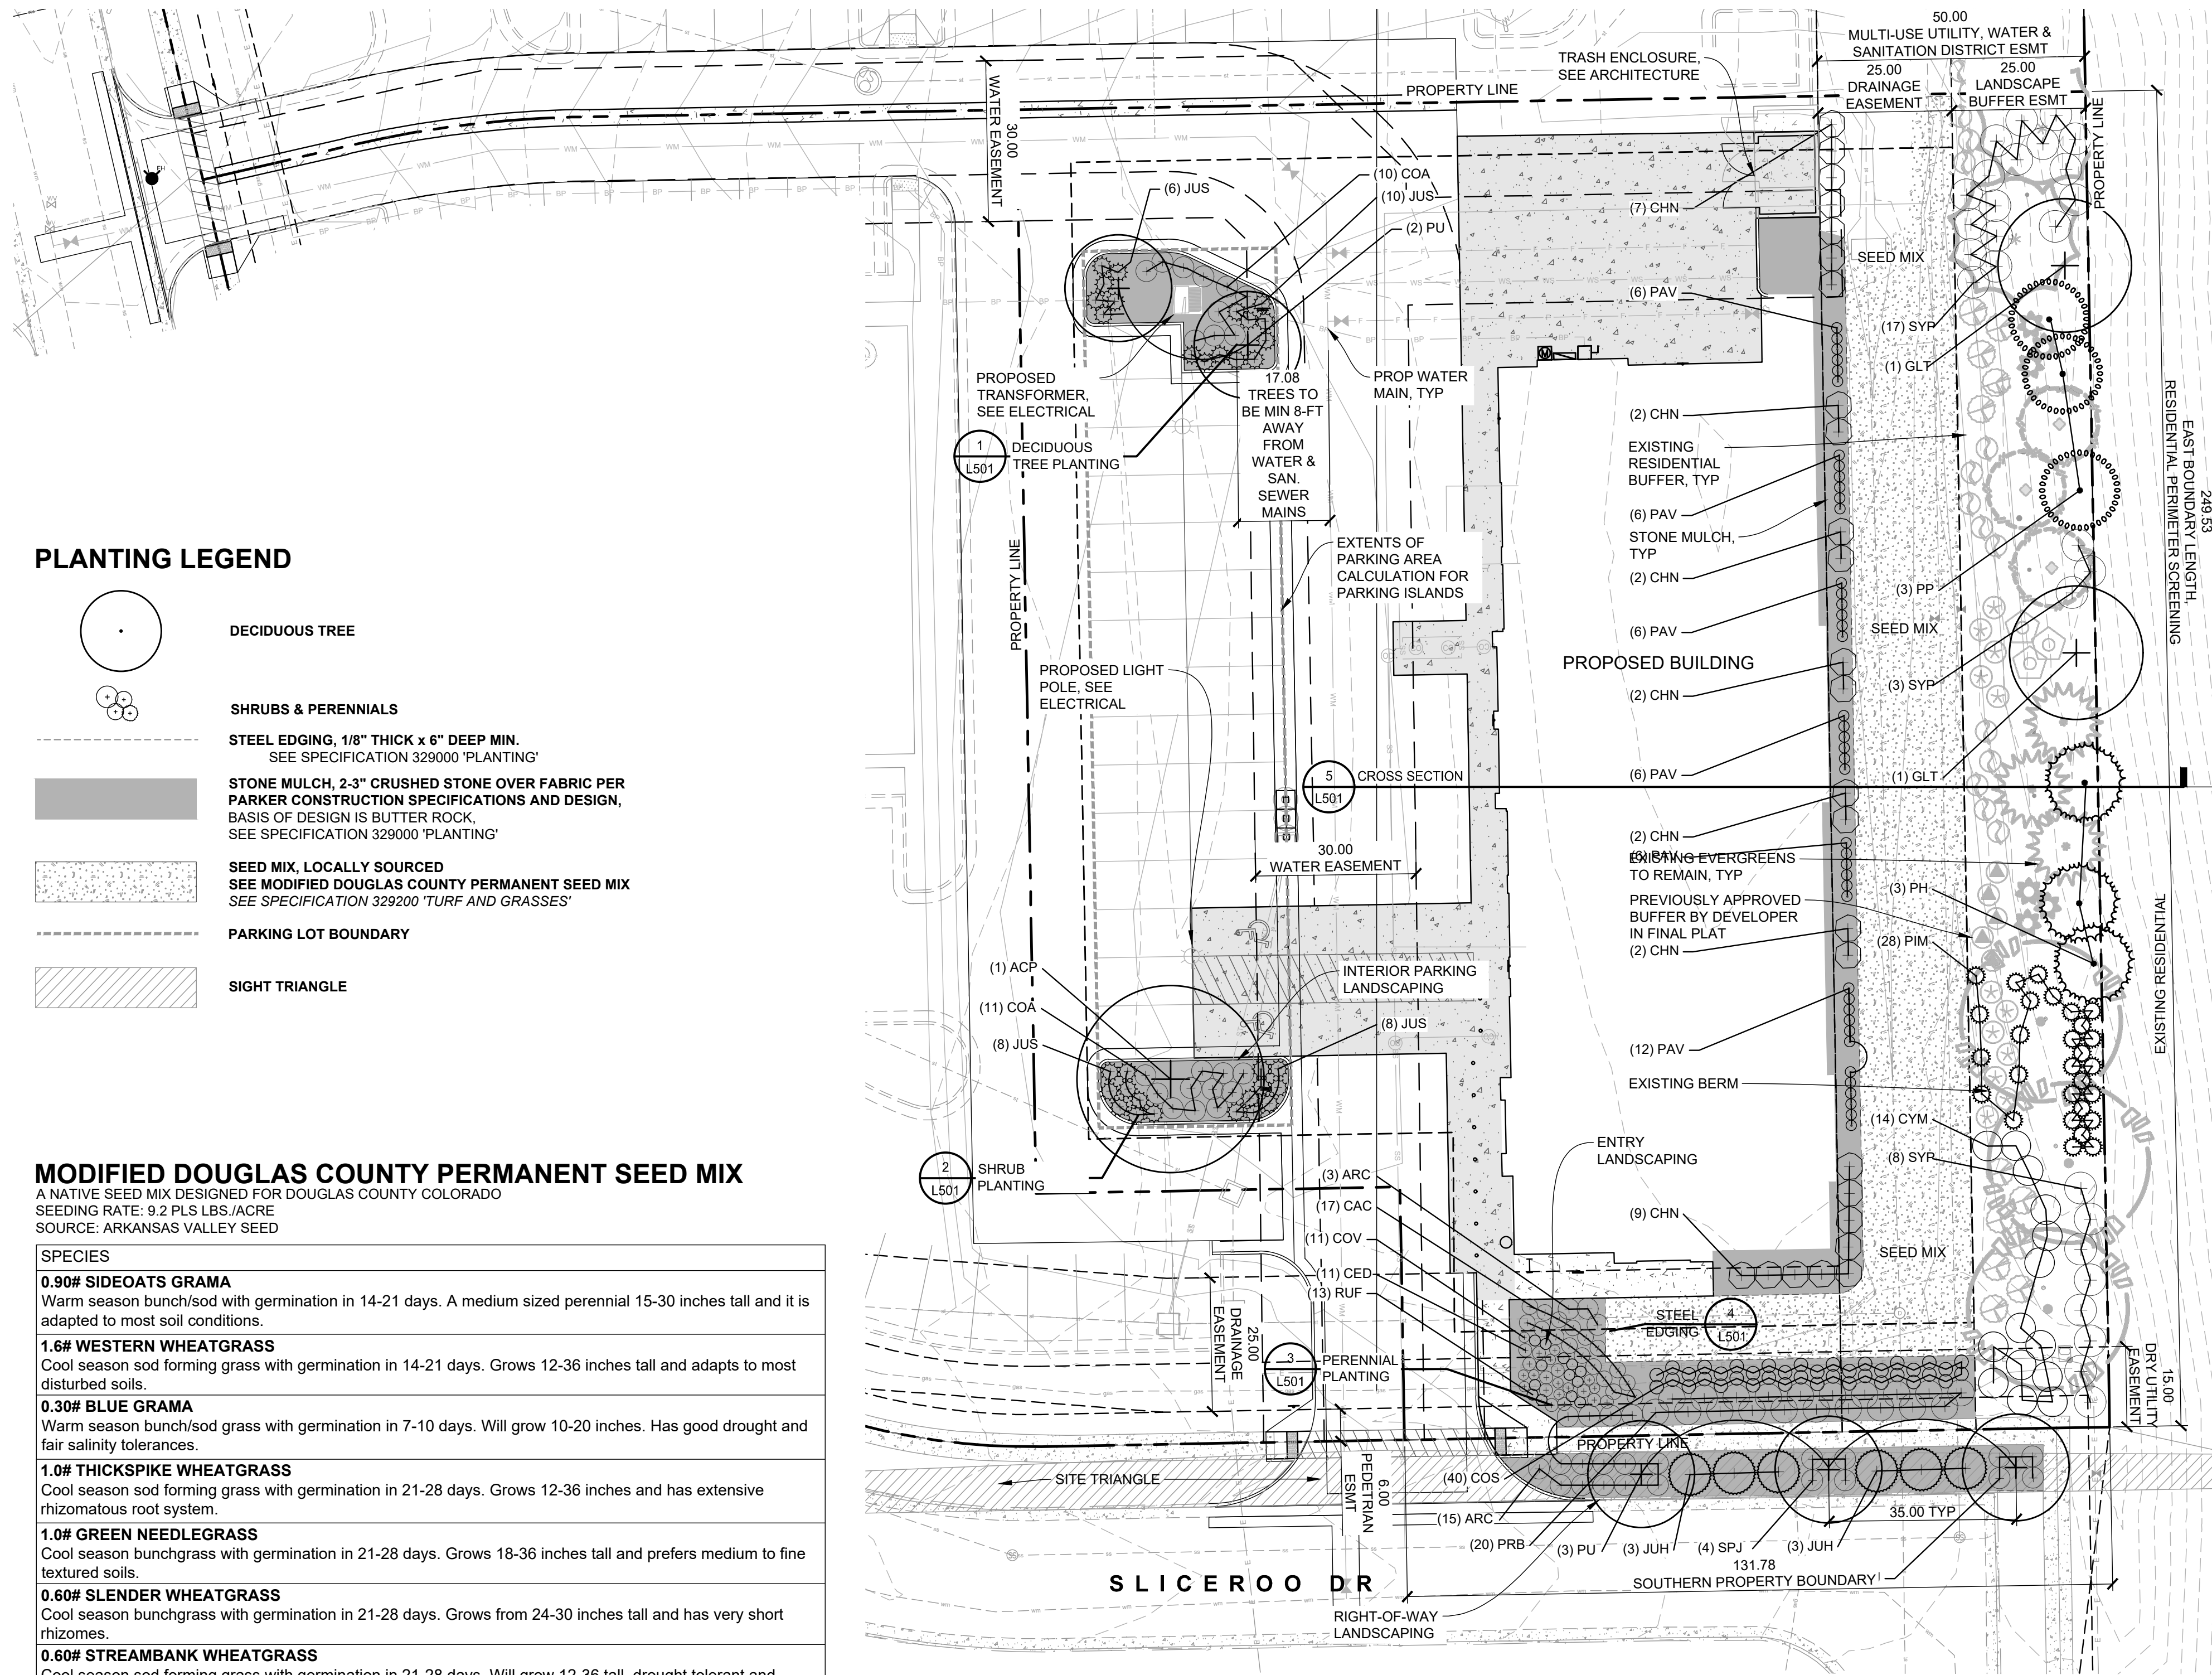 PLANTING LEGEND
DECIDUOUS TREE
SHRUBS & PERENNIALS
STEEL EDGING, 1/8" THICK x 6" DEEP MIN.
SEE SPECIFICATION 329000 'PLANTING'
STONE MULCH, 2-3" CRUSHED STONE OVER FABRIC PER
PARKER CONSTRUCTION SPECIFICATIONS AND DESIGN,
BASIS OF DESIGN IS BUTTER ROCK,
SEE SPECIFICATION 329000 'PLANTING'
SEED MIX, LOCALLY SOURCED
SEE MODIFIED DOUGLAS COUNTY PERMANENT SEED MIX
SEE SPECIFICATION 329200 'TURF AND GRASSES'
PARKING LOT BOUNDARY
SIGHT TRIANGLE
MODIFIED DOUGLAS COUNTY PERMANENT SEED MIX
A NATIVE SEED MIX DESIGNED FOR DOUGLAS COUNTY COLORADO
SEEDING RATE: 9.2 PLS LBS./ACRE
SOURCE: ARKANSAS VALLEY SEED
SPECIES
0.90# SIDEOATS GRAMA
Warm season bunch/sod with germination in 14-21 days. A medium sized perennial 15-30 inches tall and it is
adapted to most soil conditions.
1.6# WESTERN WHEATGRASS
Cool season sod forming grass with germination in 14-21 days. Grows 12-36 inches tall and adapts to most
disturbed soils.
0.30# BLUE GRAMA
Warm season bunch/sod grass with germination in 7-10 days. Will grow 10-20 inches. Has good drought and
fair salinity tolerances.
1.0# THICKSPIKE WHEATGRASS
Cool season sod forming grass with germination in 21-28 days. Grows 12-36 inches and has extensive
rhizomatous root system.
1.0# GREEN NEEDLEGRASS
Cool season bunchgrass with germination in 21-28 days. Grows 18-36 inches tall and prefers medium to fine
textured soils.
0.60# SLENDER WHEATGRASS
Cool season bunchgrass with germination in 21-28 days. Grows from 24-30 inches tall and has very short
rhizomes.
0.60# STREAMBANK WHEATGRASS
Cool season sod forming grass with germination in 21-28 days. Will grow 12-36 tall, drought tolerant and
50.00
MULTI-USE UTILITY, WATER &
SANITATION DISTRICT ESMT
25.00
DRAINAGE
EASEMENT
25.00
LANDSCAPE
BUFFER ESMT
TRASH ENCLOSURE,
SEE ARCHITECTURE
PROPERTY LINE
PROPERTY LINE
30.00
WATER EASEMENT
(6) JUS
(10) COA
(10) JUS
(2) PU
(7) CHN
SEED MIX
(6) PAV
(17) SYP
(1) GLT
PROPOSED
TRANSFORMER,
SEE ELECTRICAL
17.08
TREES TO
BE MIN 8-FT
AWAY
FROM
WATER &
SAN.
SEWER
MAINS
PROP WATER
MAIN, TYP
1
L501
DECIDUOUS
TREE PLANTING
(2) CHN
EXISTING
RESIDENTIAL
BUFFER, TYP
(6) PAV
STONE MULCH,
TYP
(2) CHN
EXTENTS OF
PARKING AREA
CALCULATION FOR
PARKING ISLANDS
PROPERTY LINE
249.53
EAST BOUNDARY LENGTH,
RESIDENTIAL PERIMETER SCREENING
(3) PP
(6) PAV
SEED MIX
PROPOSED BUILDING
PROPOSED LIGHT
POLE, SEE
ELECTRICAL
(2) CHN
(3) SYP
5
L501
CROSS SECTION
(6) PAV
(1) GLT
30.00
WATER EASEMENT
(2) CHN
(6) PAV
EXISTING EVERGREENS
TO REMAIN, TYP
(3) PH
PREVIOUSLY APPROVED
BUFFER BY DEVELOPER
IN FINAL PLAT
(28) PIM
(2) CHN
EXISTING RESIDENTIAL
(1) ACP
INTERIOR PARKING
LANDSCAPING
(11) COA
(8) JUS
(8) JUS
(12) PAV
EXISTING BERM
(14) CYM
(8) SYP
ENTRY
LANDSCAPING
2
L501
SHRUB
PLANTING
(3) ARC
(17) CAC
(9) CHN
(11) COV
SEED MIX
(11) CED
(13) RUF
25.00
DRAINAGE
EASEMENT
STEEL
EDGING
4
L501
3
L501
PERENNIAL
PLANTING
15.00
DRY UTILITY
EASEMENT
PROPERTY LINE
SITE TRIANGLE
6.00
PEDETRIAN
ESMT
(40) COS
(15) ARC
35.00 TYP
(20) PRB
(3) PU
(3) JUH
(4) SPJ
(3) JUH
131.78
SOUTHERN PROPERTY BOUNDARY
SLICEROO DR
RIGHT-OF-WAY
LANDSCAPING